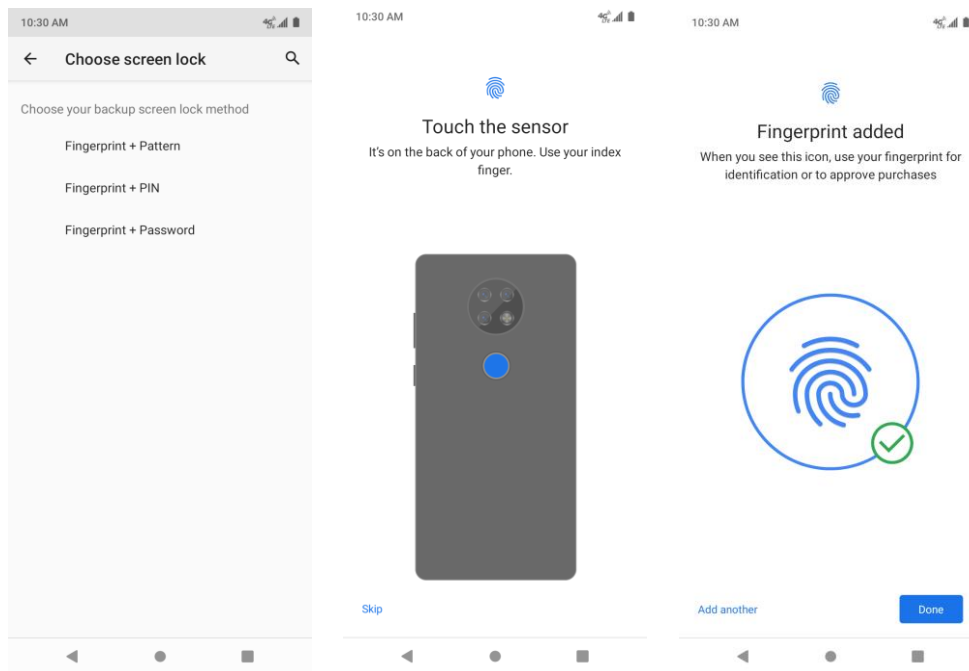 10:30 AM
Choose screen lock
Choose your backup screen lock method
Fingerprint + Pattern
Fingerprint + PIN
Fingerprint + Password
10:30 AM
Touch the sensor
It's on the back of your phone. Use your index
finger.
Skip
10:30 AM
Fingerprint added
When you see this icon, use your fingerprint for
identification or to approve purchases
Add another
Done